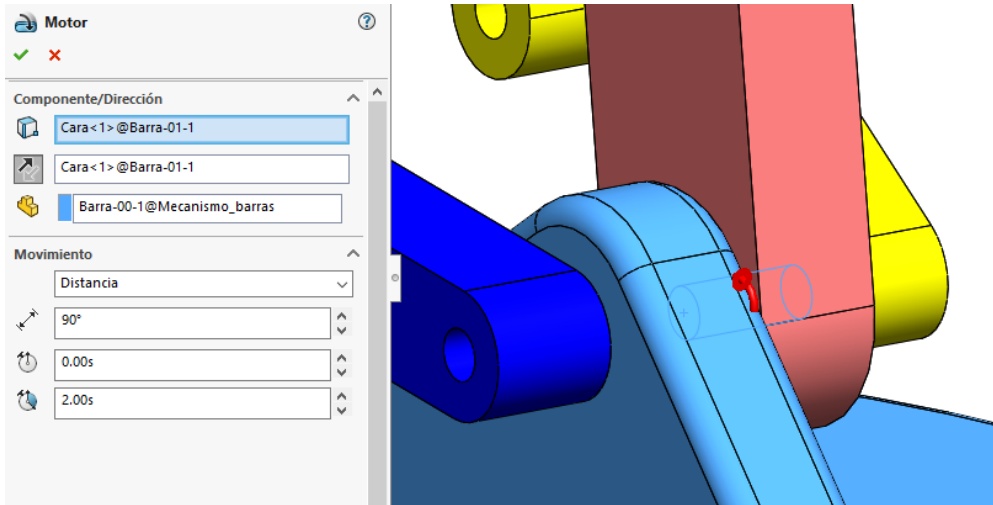 Motor
Componente/Dirección
Cara<1>@Barra-01-1
Cara<1>@Barra-01-1
Barra-00-1@Mecanismo_barras
Movimiento
Distancia
90°
0.00s
2.00s